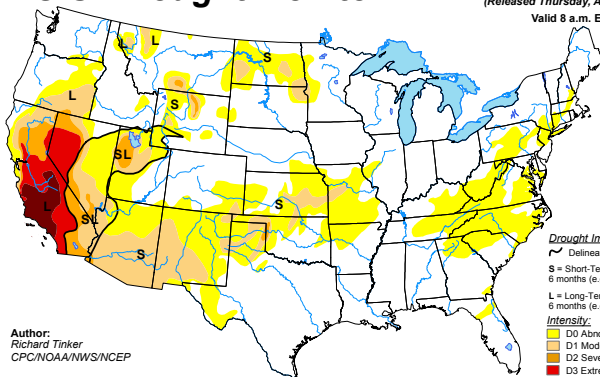 (Released Thursday, A
Valid 8 a.m. E
L
L
S
L
S
SL
S
L
SL
S
Drought Im
Delinea
S = Short-Te
6 months (e.
L = Long-Ter
6 months (e.
Intensity:
D0 Abno
D1 Mod
D2 Seve
D3 Extre
Author:
Richard Tinker
CPC/NOAA/NWS/NCEP